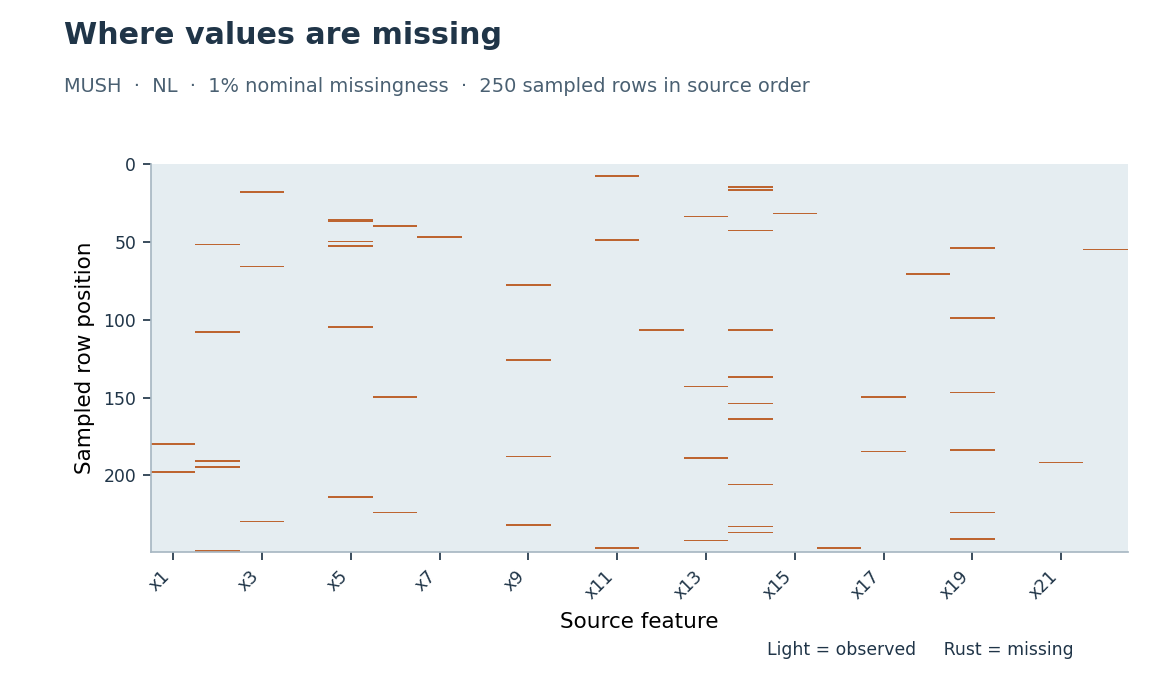 Where values are missing
MUSH · NL · 1% nominal missingness · 250 sampled rows in source order
Sampled row position
0
50
100
150
200
x1
x3
x5
x7
x9
x11
x13
x15
x17
x19
x21
Source feature
Light = observed Rust = missing